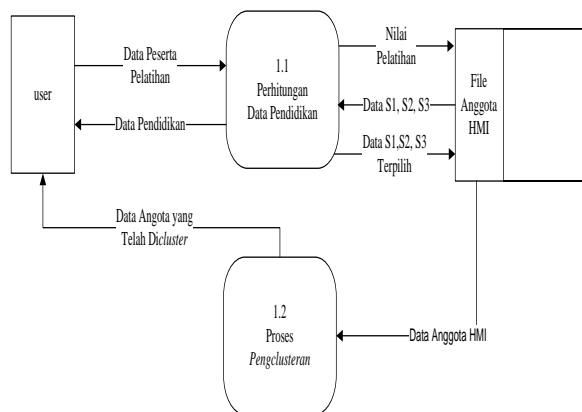 user
Data Peserta
Pelatihan
Data Pendidikan
1.1
Perhitungan
Data Pendidikan
Nilai
Pelatihan
Data S1, S2, S3
Data S1,S2, S3
Terpilih
File
Anggota
HMI
Data Angota yang
Telah Dicluster
1.2
Proses
Pengclusteran
Data Anggota HMI